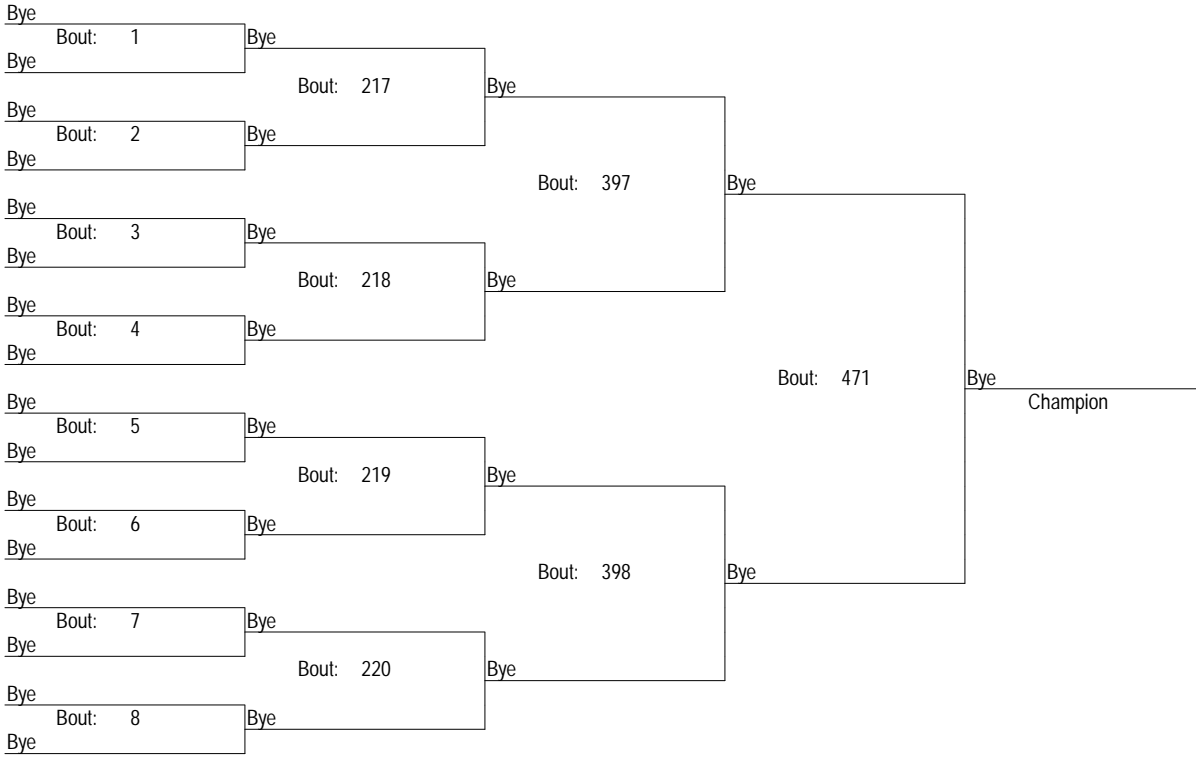 Bye
Bout: 1 Bye
Bye
Bout: 217 Bye
Bye
Bout: 2 Bye
Bye
Bout: 397 Bye
Bye
Bout: 3 Bye
Bye
Bout: 218 Bye
Bye
Bout: 4 Bye
Bye
Bout: 471 Bye
Champion
Bye
Bout: 5 Bye
Bye
Bout: 219 Bye
Bye
Bout: 6 Bye
Bye
Bout: 398 Bye
Bye
Bout: 7 Bye
Bye
Bout: 220 Bye
Bye
Bout: 8 Bye
Bye